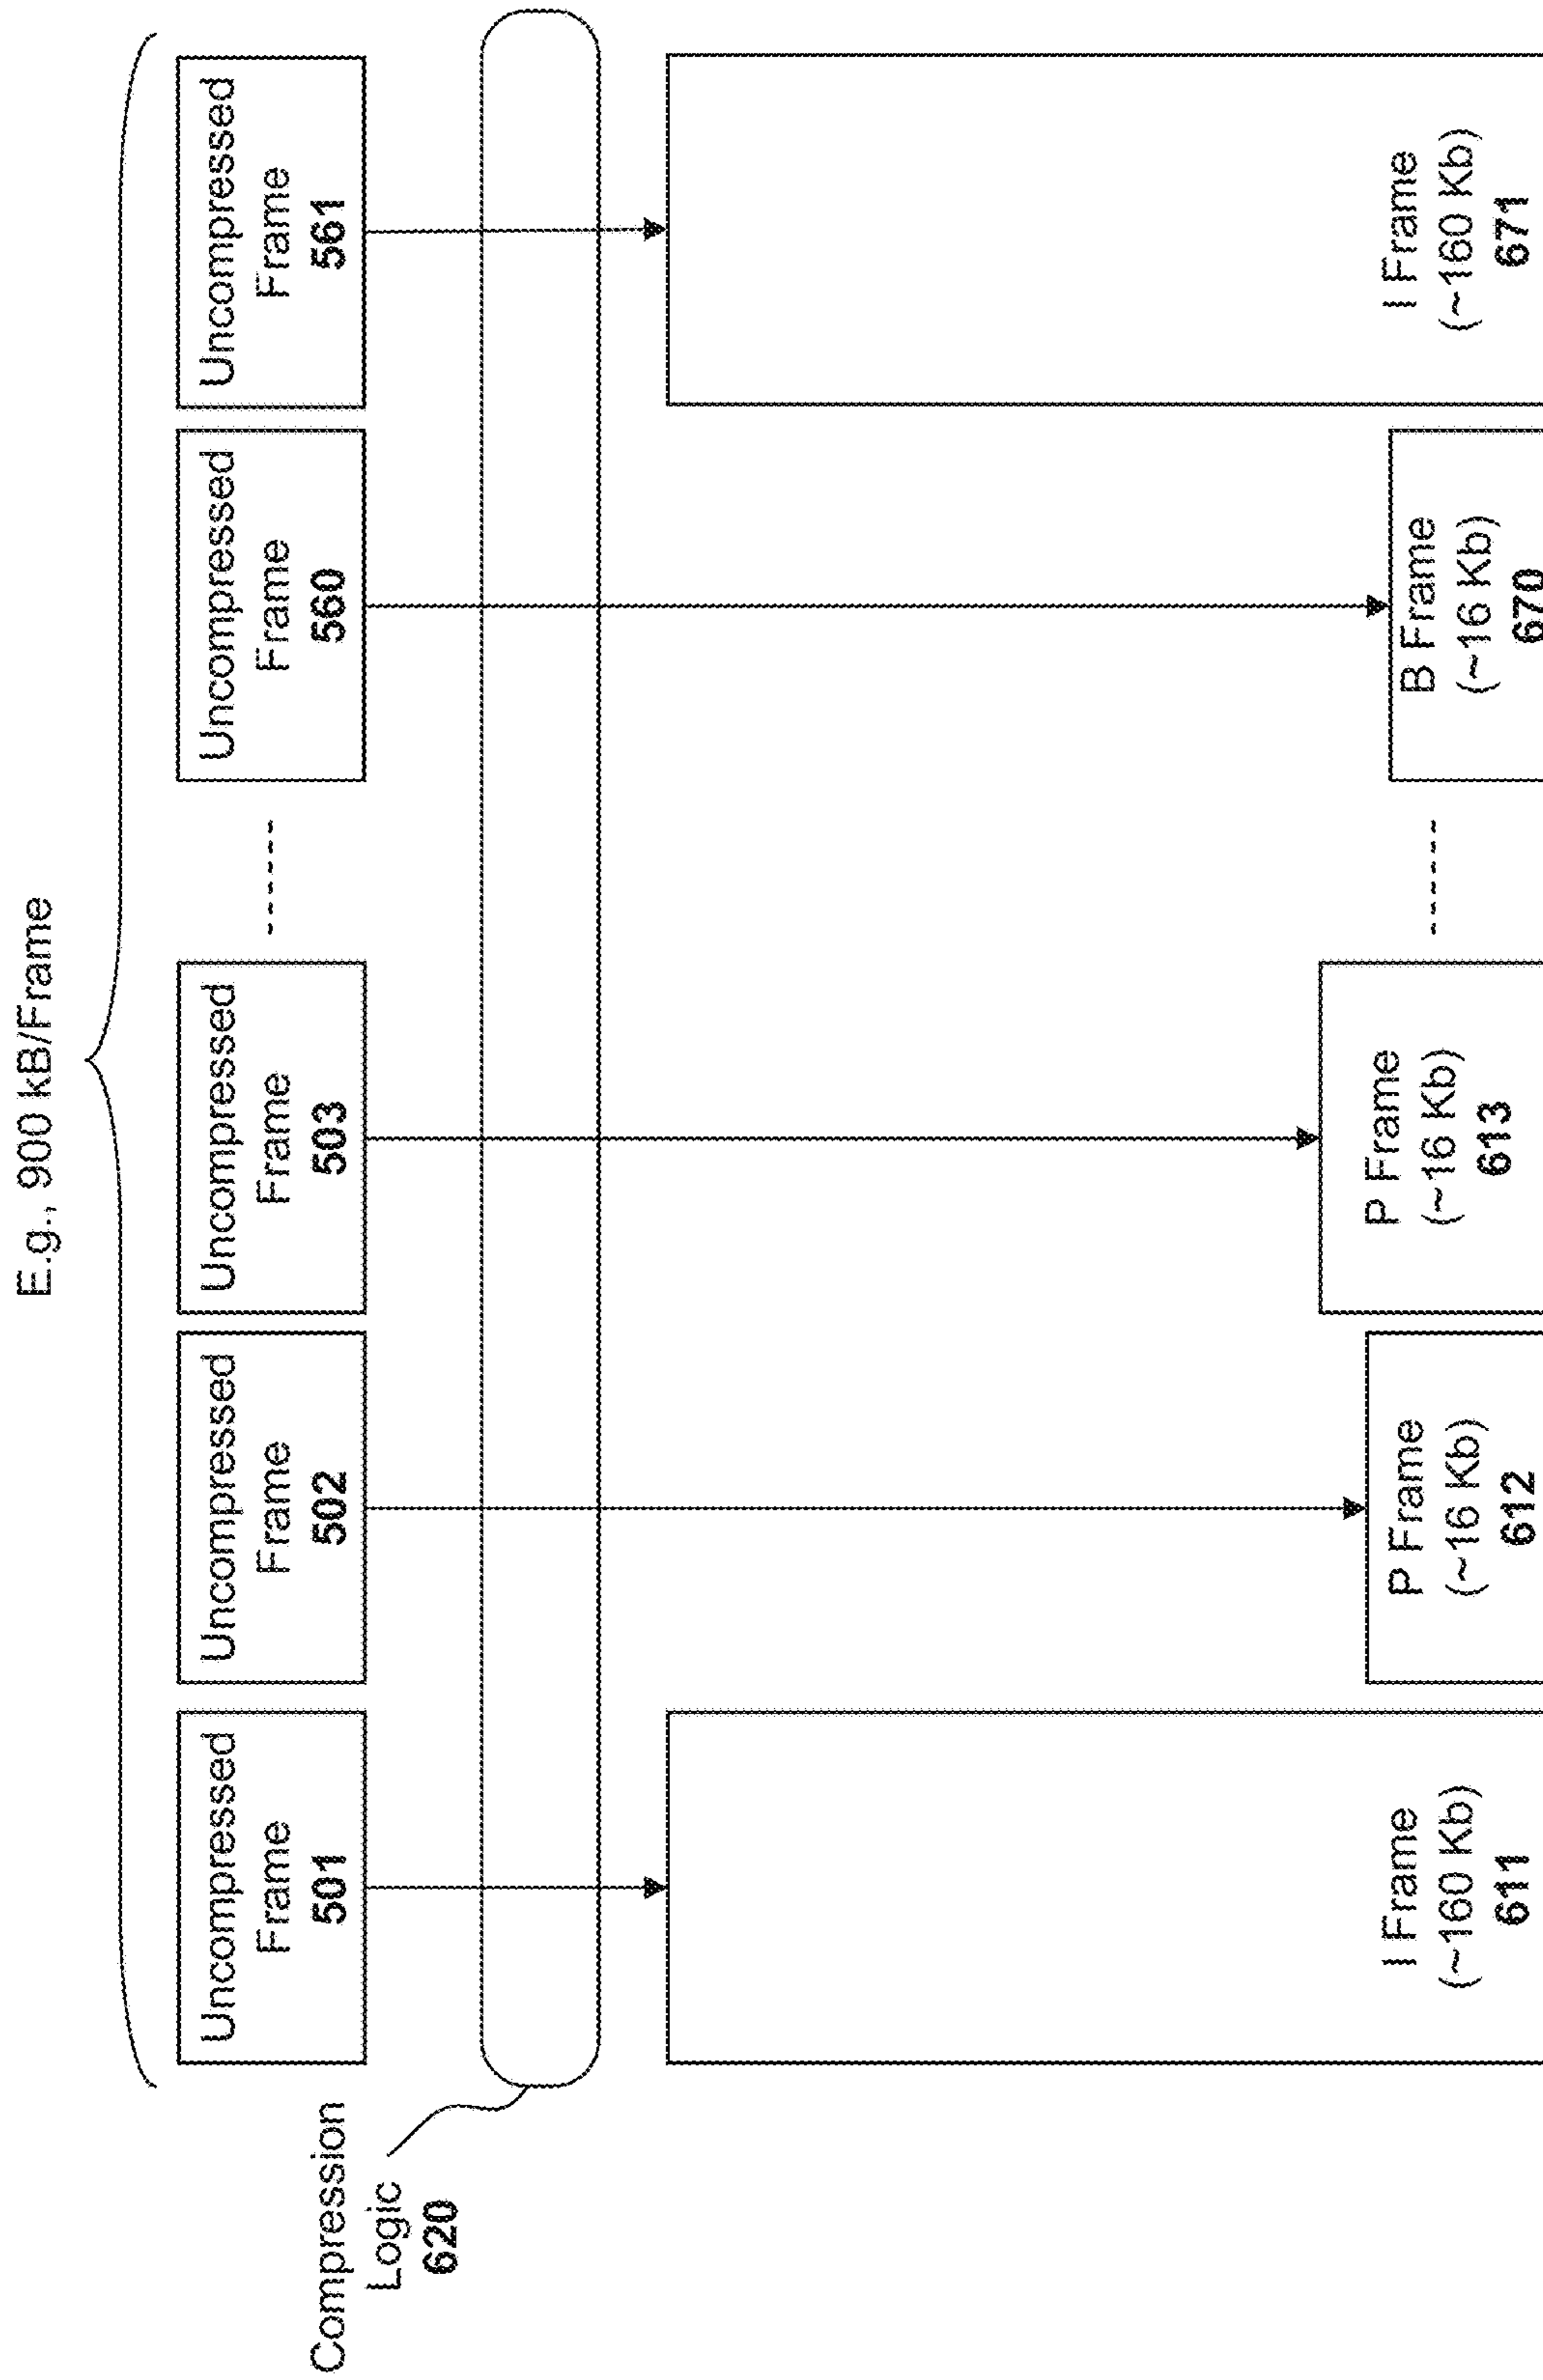 E.g., 900 kB/Frame
Uncompressed
Frame
501
Uncompressed
Frame
502
Uncompressed
Frame
503
Uncompressed
Frame
560
Uncompressed
Frame
561
Compression
Logic
620
I Frame
(~160 Kb)
611
P Frame
(~16 Kb)
612
P Frame
(~16 Kb)
613
B Frame
(~16 Kb)
670
I Frame
(~160 Kb)
671